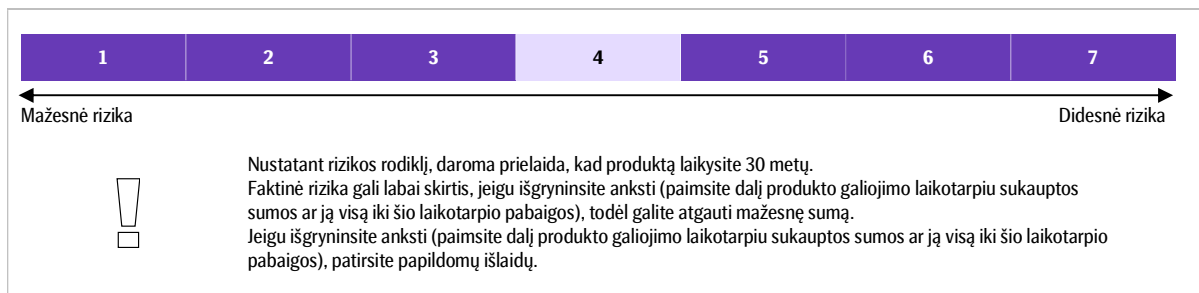 1 2 3 4 5 6 7
Mažesnė rizika Didesnė rizika
Nustatant rizikos rodiklį, daroma prielaida, kad produktą laikysite 30 metų.
Faktinė rizika gali labai skirtis, jeigu išgryninsite anksti (paimsite dalį produkto galiojimo laikotarpiu sukauptos
sumos ar ją visą iki šio laikotarpio pabaigos), todėl galite atgauti mažesnę sumą.
Jeigu išgryninsite anksti (paimsite dalį produkto galiojimo laikotarpiu sukauptos sumos ar ją visą iki šio laikotarpio
pabaigos), patirsite papildomų išlaidų.